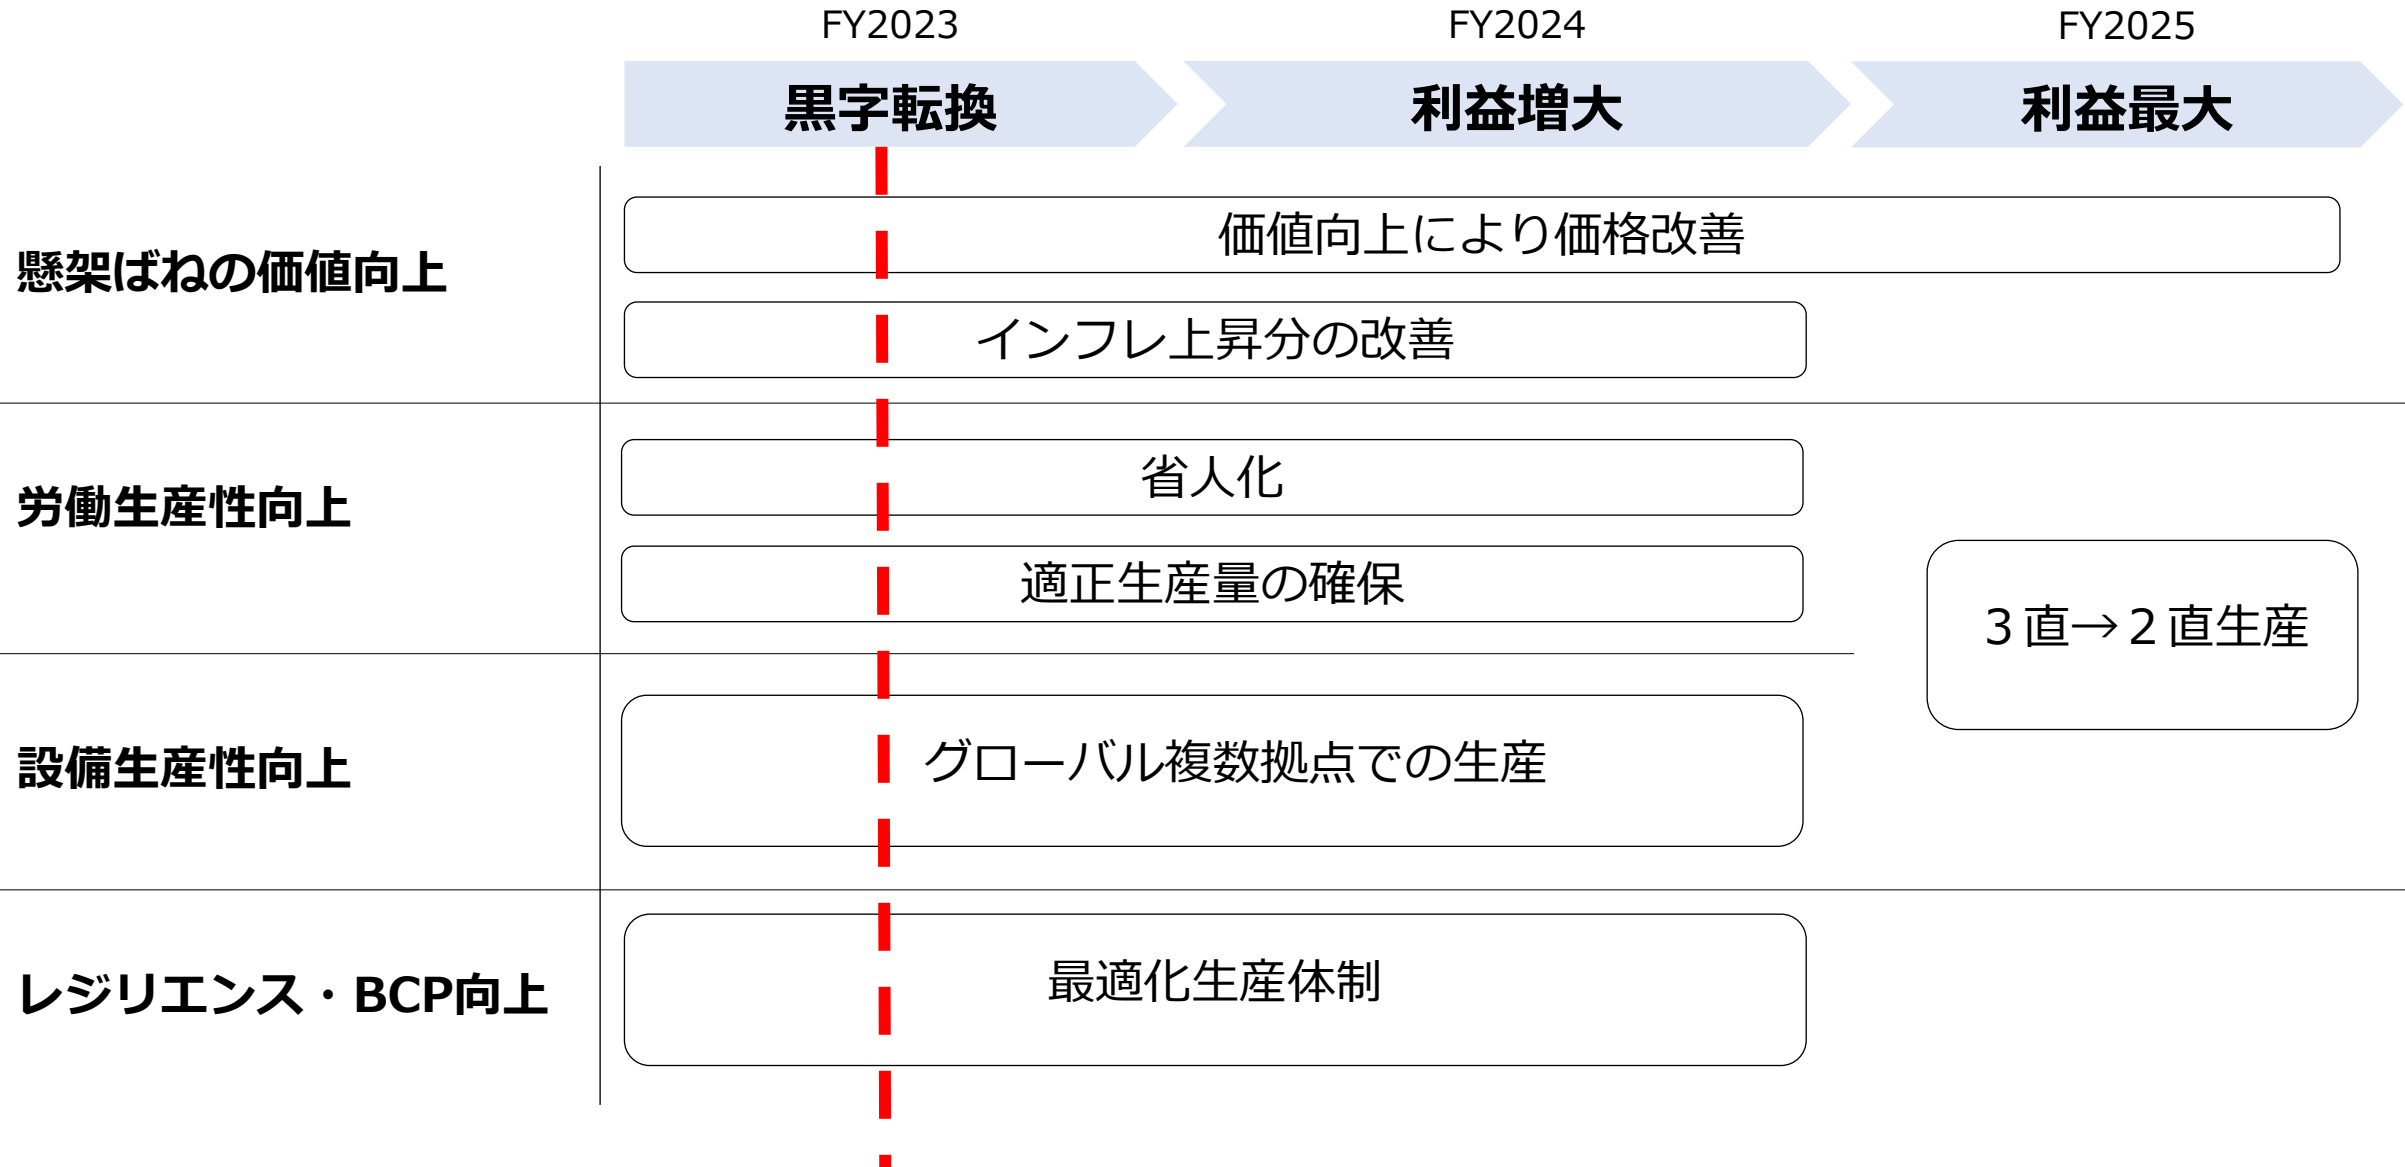 FY2023
FY2024
FY2025
黒字転換
利益増大
利益最大
懸架ばねの価値向上
価値向上により価格改善
インフレ上昇分の改善
労働生産性向上
省人化
適正生産量の確保
３直→２直生産
設備生産性向上
グローバル複数拠点での生産
レジリエンス・BCP向上
最適化生産体制